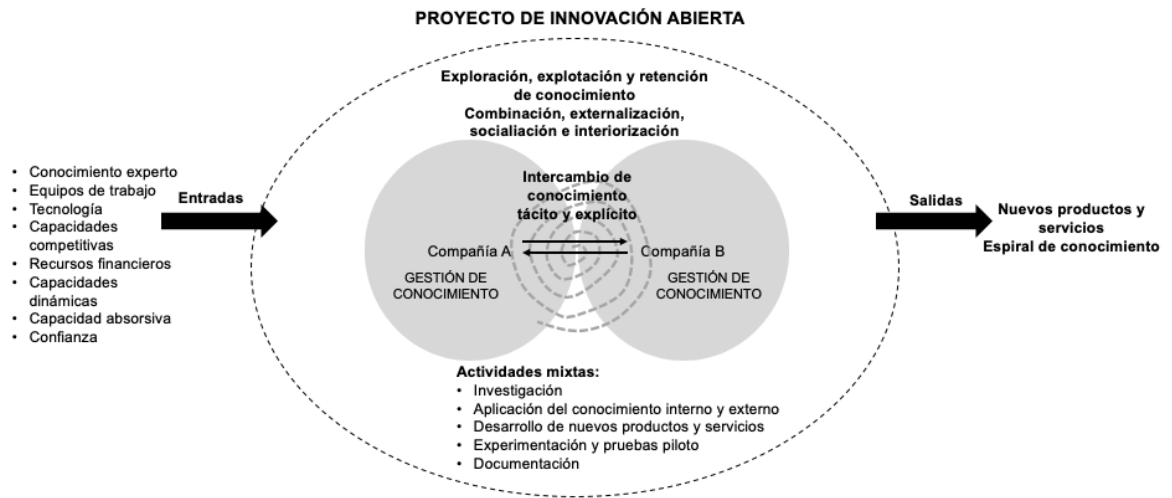 PROYECTO DE INNOVACIÓN ABIERTA
Exploración, explotación y retención
de conocimiento
Combinación, externalización,
socialiación e interiorización
• Conocimiento experto
• Equipos de trabajo
• Tecnología
• Capacidades
competitivas
• Recursos financieros
• Capacidades
dinámicas
• Capacidad absorsiva
• Confianza
Entradas
Intercambio de
conocimiento
tácito y explícito
Compañía A
GESTIÓN DE
CONOCIMIENTO
Compañía B
GESTIÓN DE
CONOCIMIENTO
Salidas
Nuevos productos y
servicios
Espiral de conocimiento
Actividades mixtas:
• Investigación
• Aplicación del conocimiento interno y externo
• Desarrollo de nuevos productos y servicios
• Experimentación y pruebas piloto
• Documentación